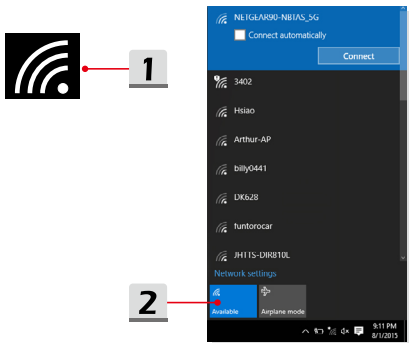 1
NETGEAR90-NBTAS_5G
Connect automatically
Connect
3402
Hsiao
Arthur-AP
billy0441
DK628
funtorocar
JHTTS-DIR810L
Network settings
2
Available
Airplane mode
9:11 PM
8/1/2015